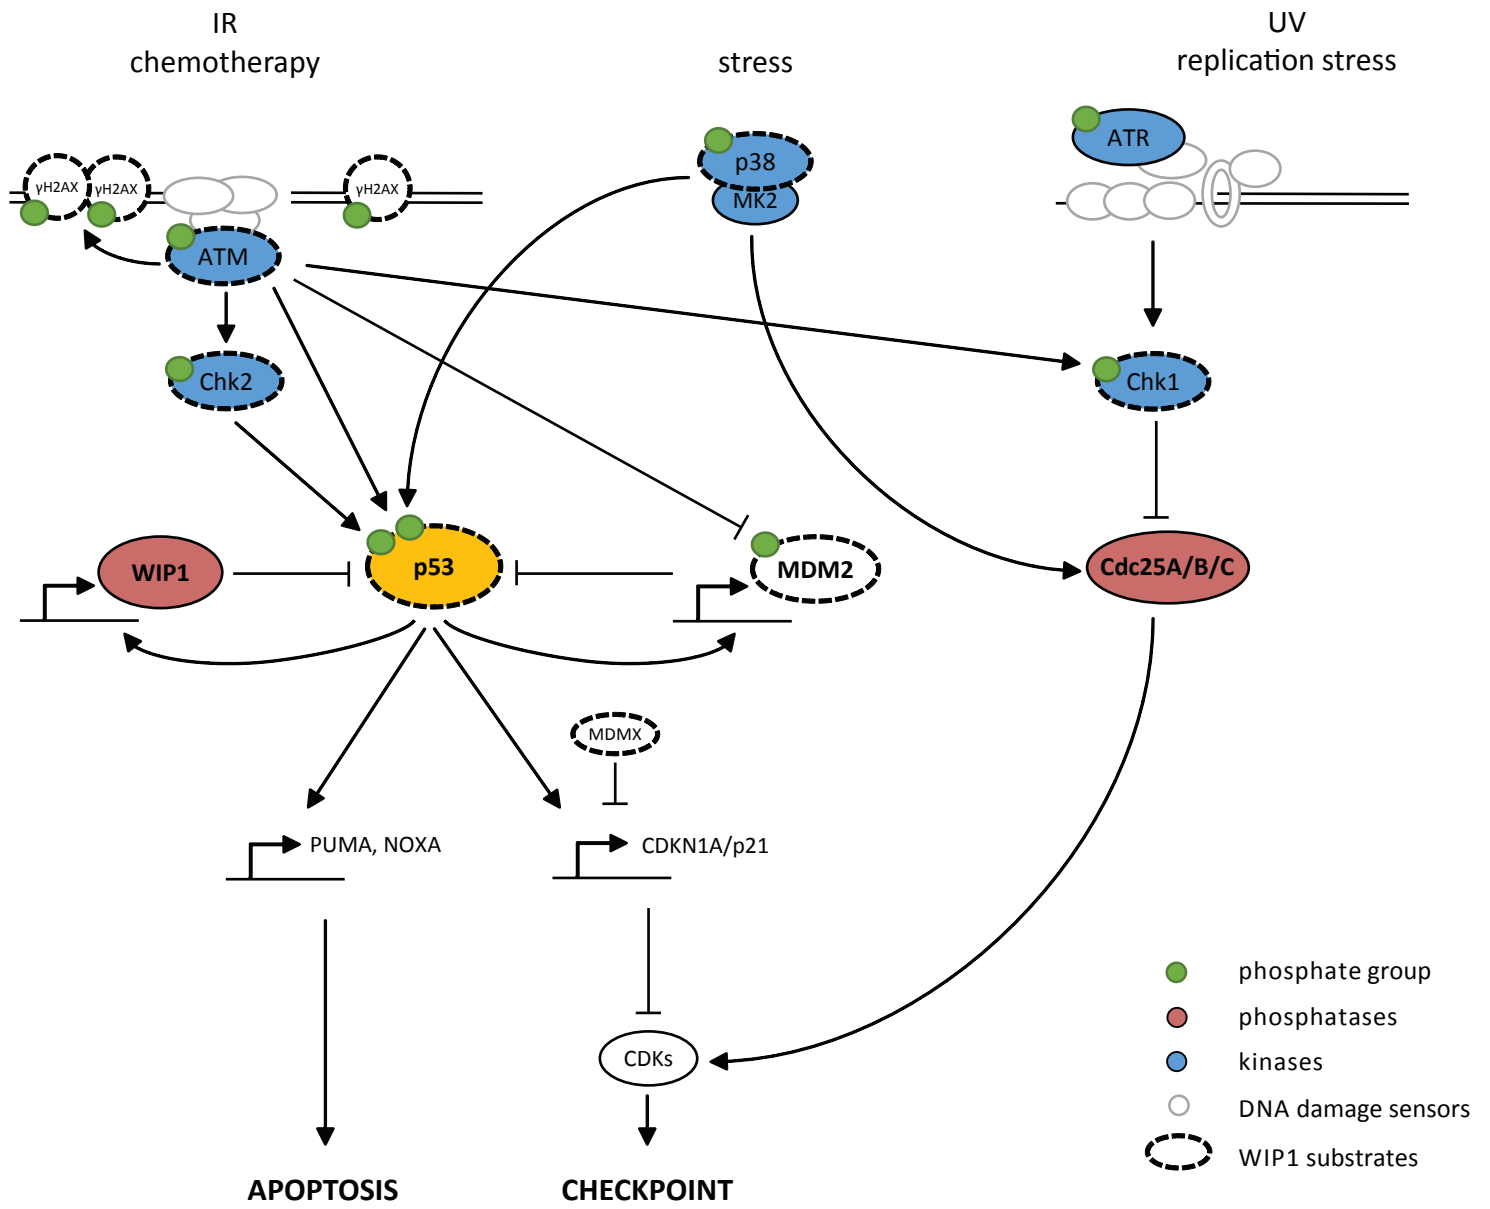 IR
chemotherapy
stress
UV
replication stress
γH2AX
γH2AX
γH2AX
ATM
p38
MK2
ATR
Chk2
Chk1
WIP1
p53
MDM2
Cdc25A/B/C
MDMX
PUMA, NOXA
CDKN1A/p21
CDKs
APOPTOSIS
CHECKPOINT
phosphate group
phosphatases
kinases
DNA damage sensors
WIP1 substrates